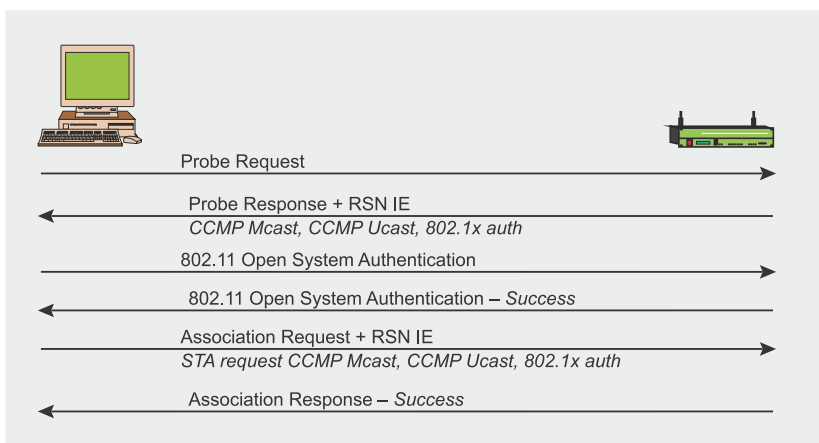 Probe Request
Probe Response + RSN IE
CCMP Mcast, CCMP Ucast, 802.1x auth
802.11 Open System Authentication
802.11 Open System Authentication – Success
Association Request + RSN IE
STA request CCMP Mcast, CCMP Ucast, 802.1x auth
Association Response – Success